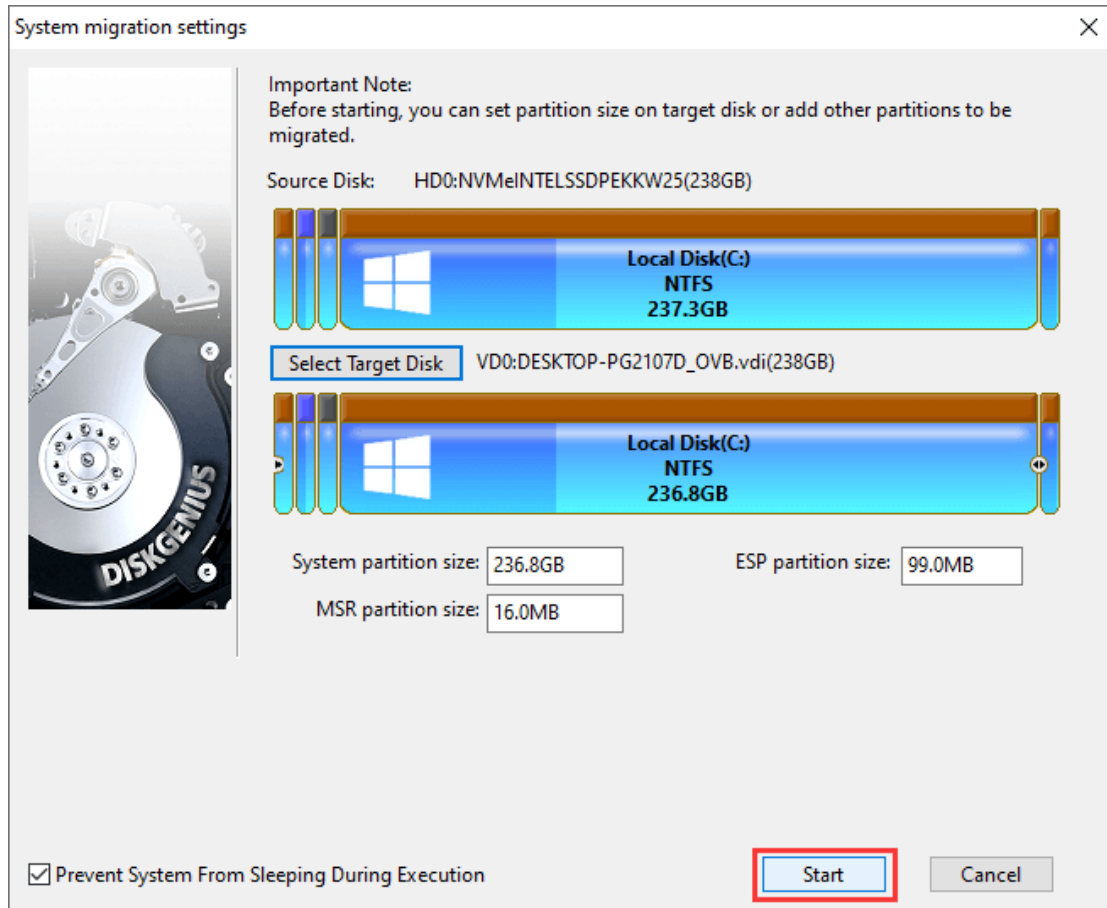 System migration settings
Important Note:
Before starting, you can set partition size on target disk or add other partitions to be
migrated.
Source Disk: HD0:NVMeINTELSSDPEKKW25(238GB)
Local Disk(C:)
NTFS
237.3GB
Select Target Disk VD0:DESKTOP-PG2107D_OVB.vdi(238GB)
Local Disk(C:)
NTFS
236.8GB
DISKGENIUS
System partition size: 236.8GB ESP partition size: 99.0MB
MSR partition size: 16.0MB
Prevent System From Sleeping During Execution Start Cancel